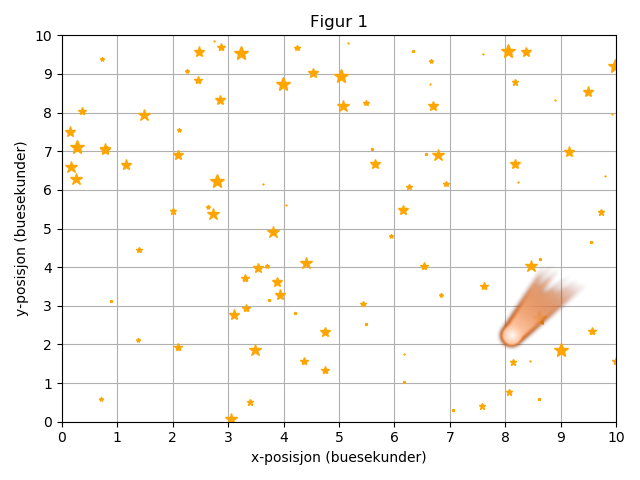 Figur 1
10
9
8
7
6
5
4
3
2
1
0
y-posisjon (buesekunder)
0 1 2 3 4 5 6 7 8 9 10
x-posisjon (buesekunder)